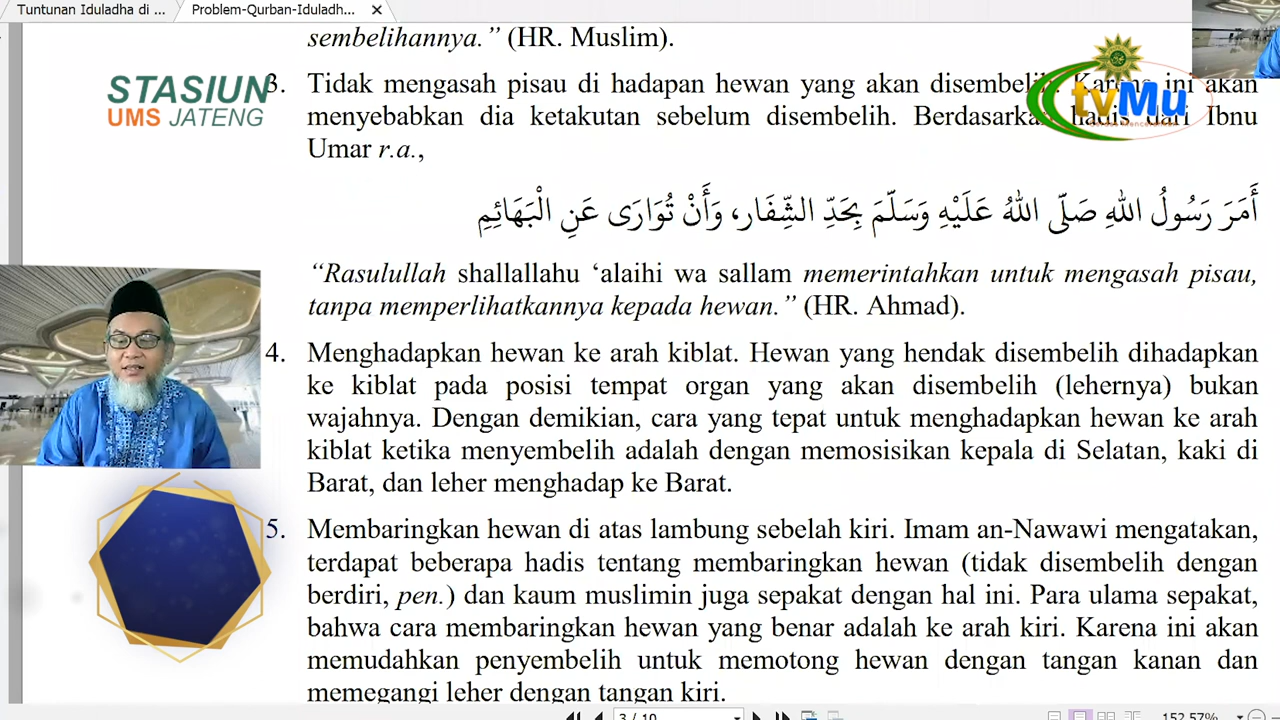 Tuntunan Iduladha di ...
Problem-Qurban-Iduladh...
sembelihannya.” (HR. Muslim).
STASIUN
UMS JATENG
tvMu
3. Tidak mengasah pisau di hadapan hewan yang akan disembelih. Karena ini akan
menyebabkan dia ketakutan sebelum disembelih. Berdasarkan hadis dari Ibnu
Umar r.a.,
أَمَرَ رَسُولُ اللهِ صَلَّى اللهُ عَلَيْهِ وَسَلَّمَ بِحَدِّ الشِّفَارِ، وَأَنْ تُوَارَى عَنِ الْبَهَائِمِ
“Rasulullah shallallahu ‘alaihi wa sallam memerintahkan untuk mengasah pisau,
tanpa memperlihatkannya kepada hewan.” (HR. Ahmad).
4. Menghadapkan hewan ke arah kiblat. Hewan yang hendak disembelih dihadapkan
ke kiblat pada posisi tempat organ yang akan disembelih (lehernya) bukan
wajahnya. Dengan demikian, cara yang tepat untuk menghadapkan hewan ke arah
kiblat ketika menyembelih adalah dengan memosisikan kepala di Selatan, kaki di
Barat, dan leher menghadap ke Barat.
5. Membaringkan hewan di atas lambung sebelah kiri. Imam an-Nawawi mengatakan,
terdapat beberapa hadis tentang membaringkan hewan (tidak disembelih dengan
berdiri, pen.) dan kaum muslimin juga sepakat dengan hal ini. Para ulama sepakat,
bahwa cara membaringkan hewan yang benar adalah ke arah kiri. Karena ini akan
memudahkan penyembelih untuk memotong hewan dengan tangan kanan dan
memegangi leher dengan tangan kiri.
3 / 10
152,57%